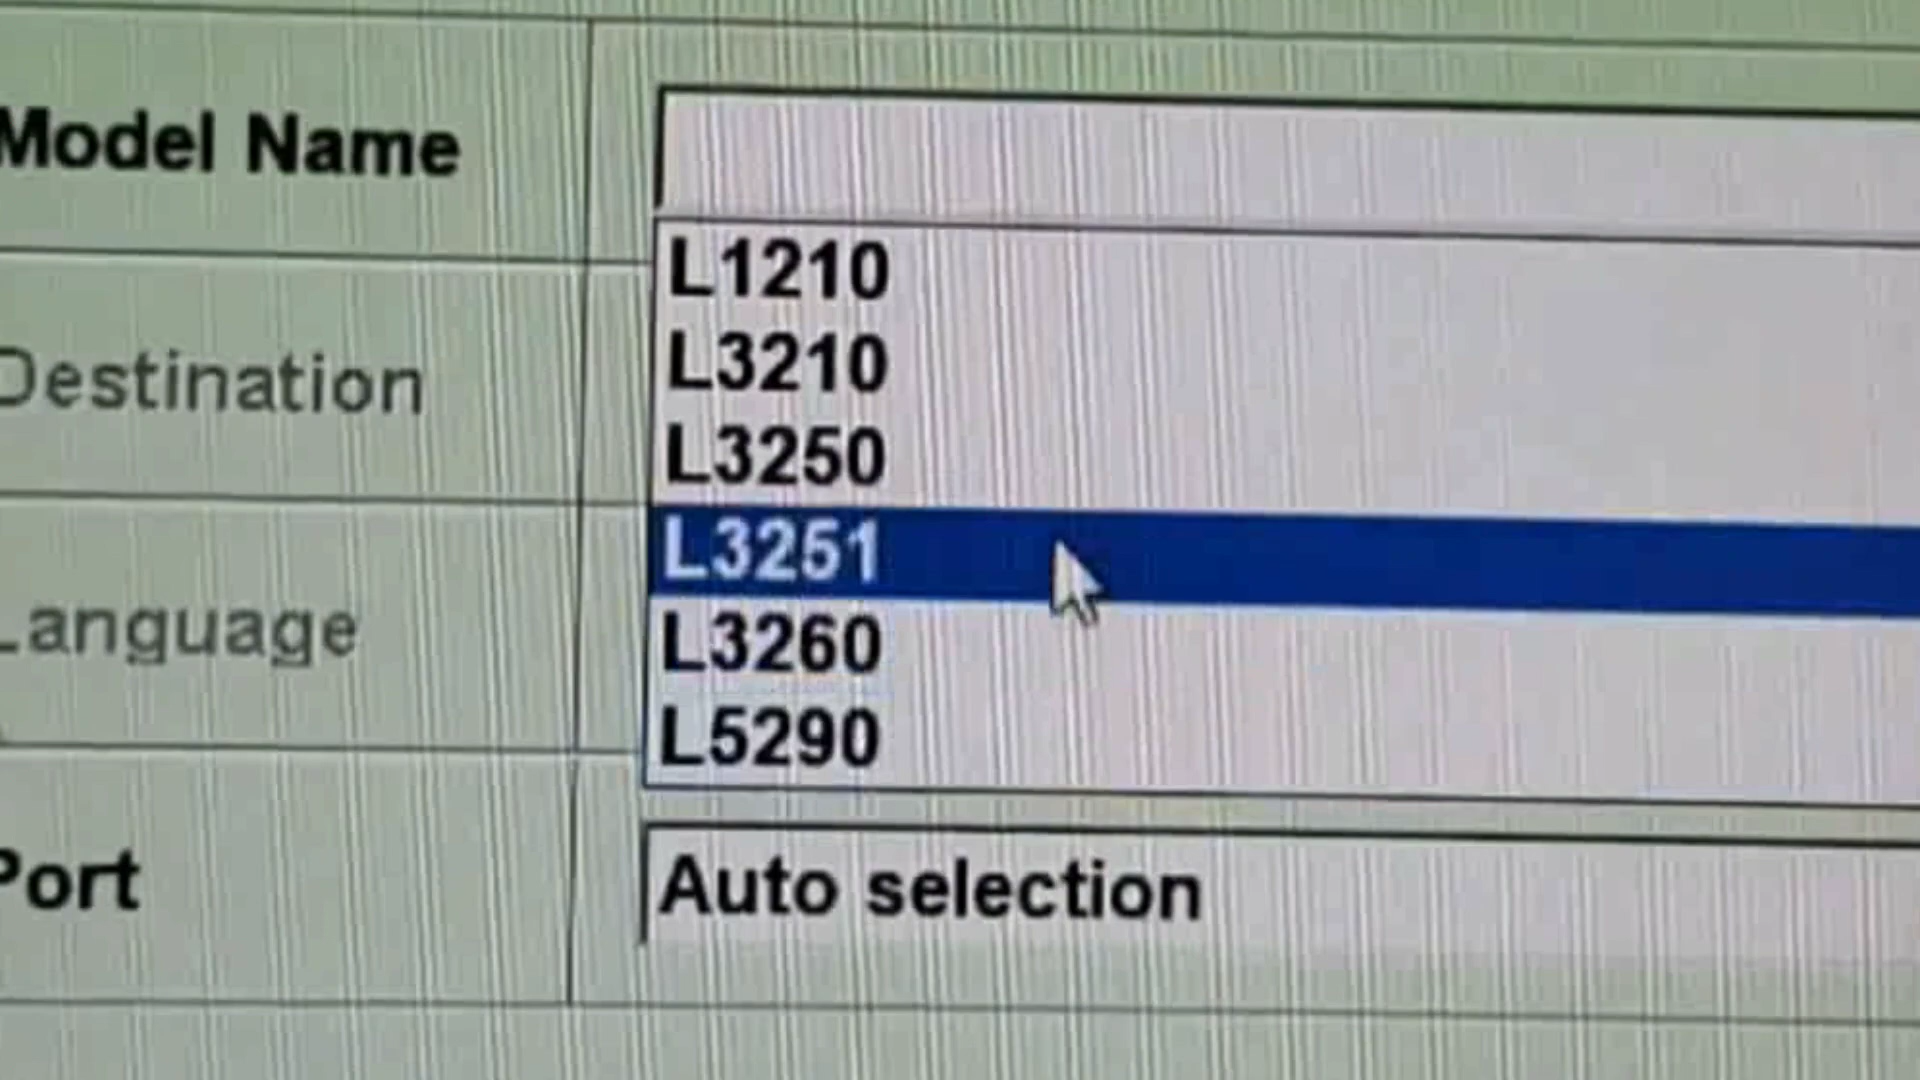 Model Name
L1210
L3210
L3250
L3251
L3260
L5290
Destination
Language
Port
Auto selection